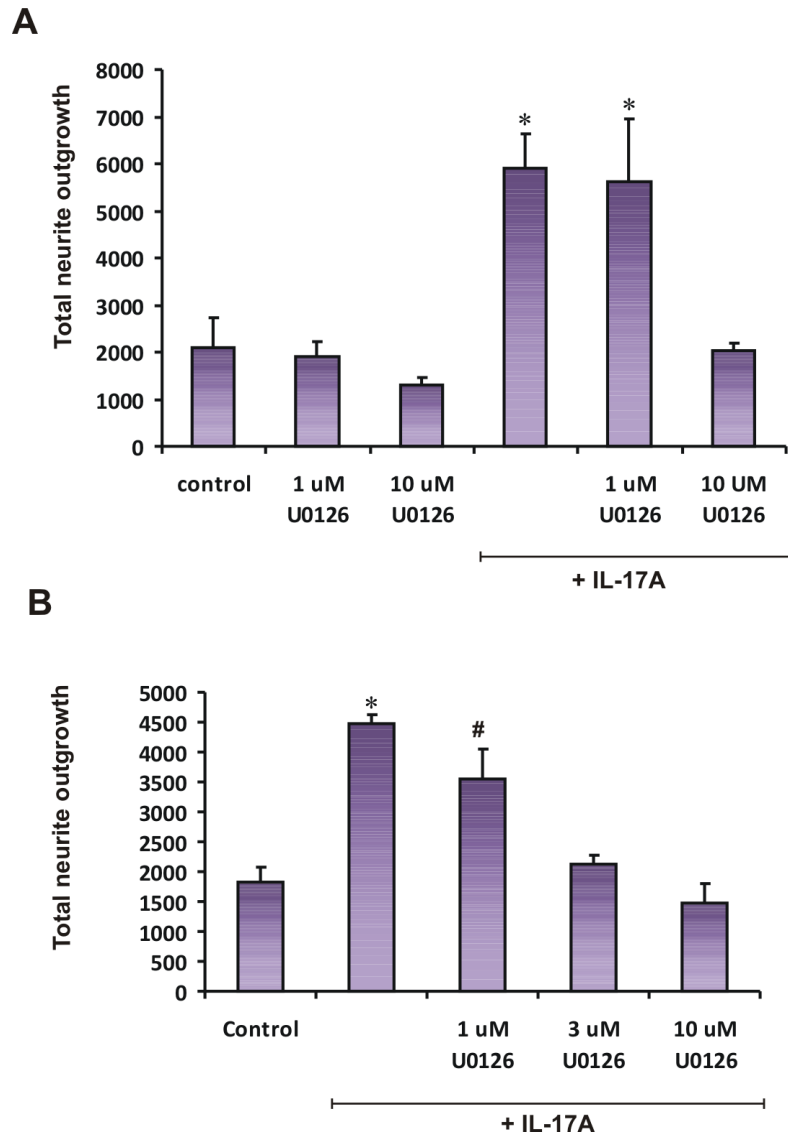 A
Total neurite outgrowth
8000
7000
6000
5000
4000
3000
2000
1000
0
*
*
control
1 uM
U0126
10 uM
U0126
1 uM
U0126
10 UM
U0126
+ IL-17A
B
Total neurite outgrowth
5000
4500
4000
3500
3000
2500
2000
1500
1000
500
0
*
#
Control
1 uM
U0126
3 uM
U0126
10 uM
U0126
+ IL-17A